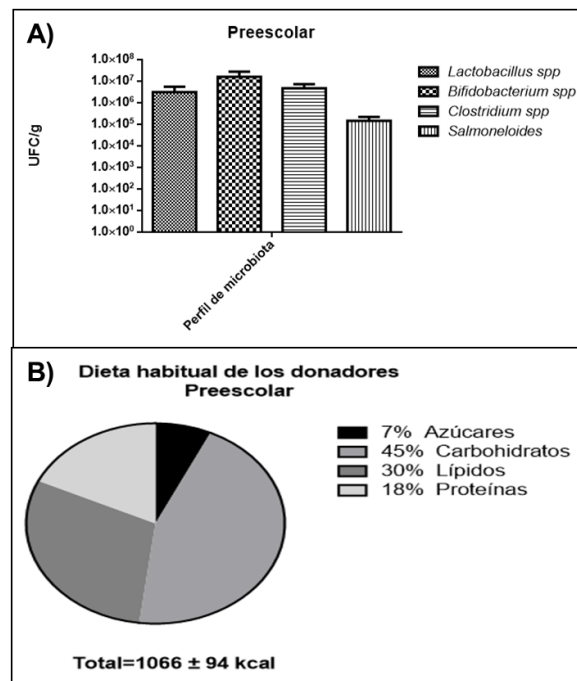 A)
Preescolar
1.0×10⁸
1.0×10⁷
1.0×10⁶
1.0×10⁵
1.0×10⁴
1.0×10³
1.0×10²
1.0×10¹
1.0×10⁰
UFC/g
Perfil de microbiota
Lactobacillus spp
Bifidobacterium spp
Clostridium spp
Salmoneloides
B)
Dieta habitual de los donadores
Preescolar
7% Azúcares
45% Carbohidratos
30% Lípidos
18% Proteínas
Total=1066 ± 94 kcal